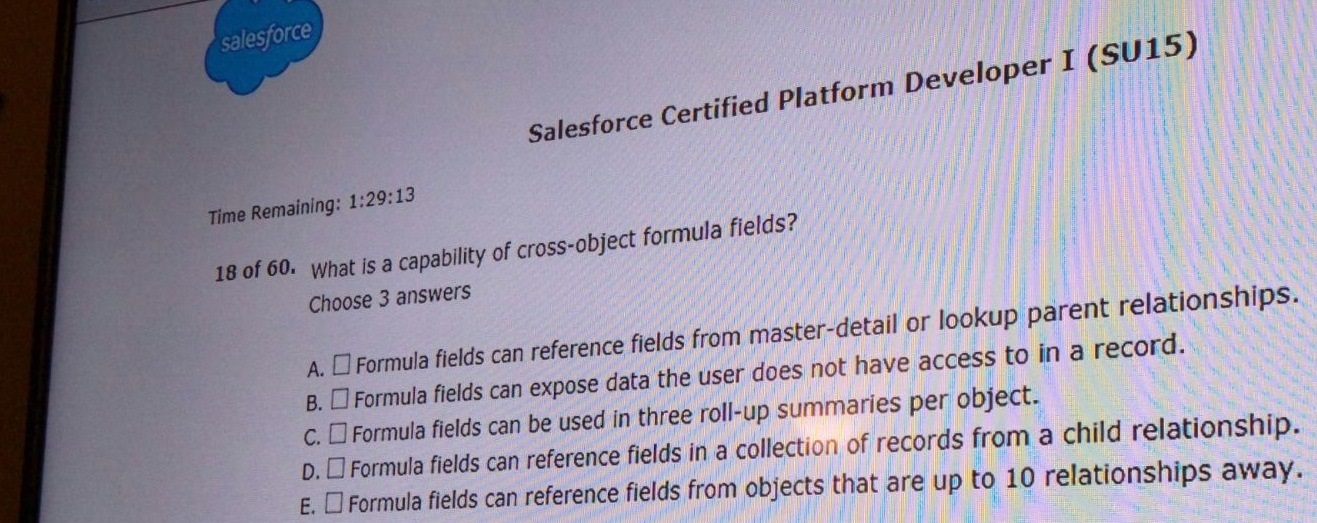 salesforce
Salesforce Certified Platform Developer I (SU15)
Time Remaining: 1:29:13
18 of 60. What is a capability of cross-object formula fields?
Choose 3 answers
A. Formula fields can reference fields from master-detail or lookup parent relationships.
B. Formula fields can expose data the user does not have access to in a record.
C. Formula fields can be used in three roll-up summaries per object.
D. Formula fields can reference fields in a collection of records from a child relationship.
E. Formula fields can reference fields from objects that are up to 10 relationships away.